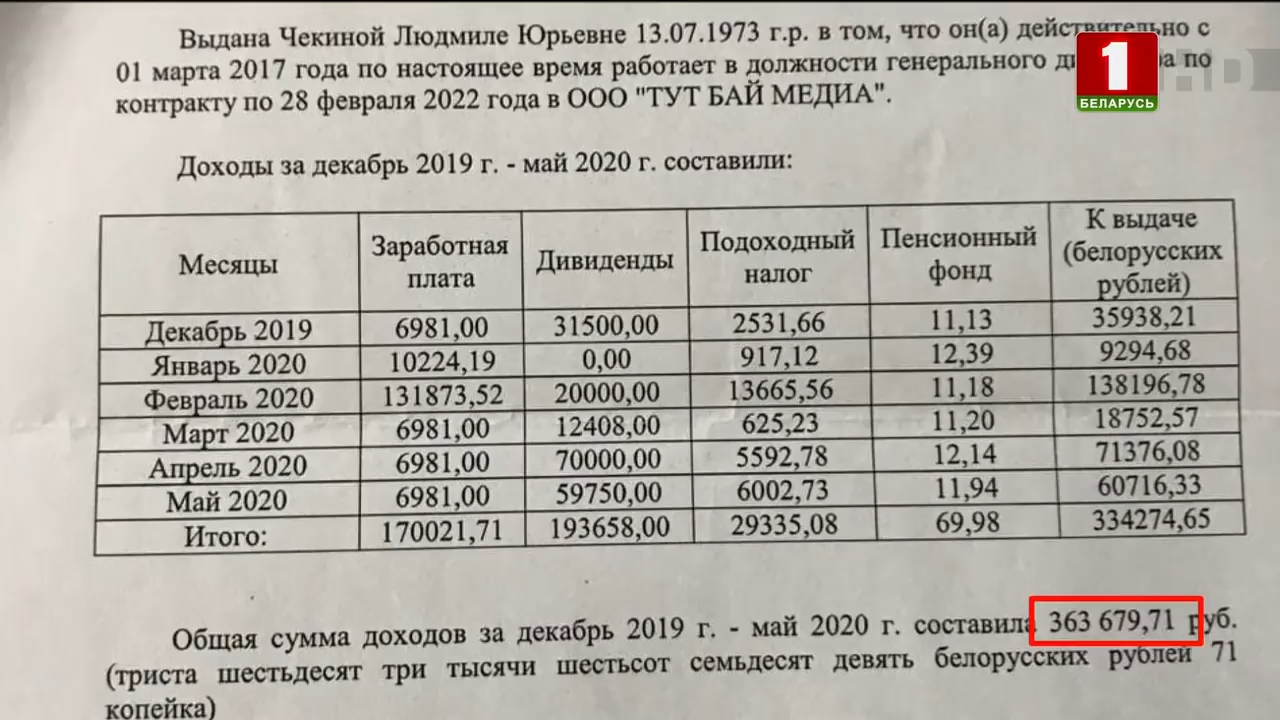 Выдана Чекиной Людмиле Юрьевне 13.07.1973 г.р. в том, что он(а) действительно с
01 марта 2017 года по настоящее время работает в должности генерального
контракту по 28 февраля 2022 года в ООО "ТУТ БАЙ МЕДИА".
1 HD
БЕЛАРУСЬ
Доходы за декабрь 2019 г. - май 2020 г. составили:
Месяцы Заработная плата Дивиденды Подоходный налог Пенсионный фонд К выдаче (белорусских рублей)
Декабрь 2019 6981,00 31500,00 2531,66 11,13 35938,21
Январь 2020 10224,19 0,00 917,12 12,39 9294,68
Февраль 2020 131873,52 20000,00 13665,56 11,18 138196,78
Март 2020 6981,00 12408,00 625,23 11,20 18752,57
Апрель 2020 6981,00 70000,00 5592,78 12,14 71376,08
Май 2020 6981,00 59750,00 6002,73 11,94 60716,33
Итого: 170021,71 193658,00 29335,08 69,98 334274,65
Общая сумма доходов за декабрь 2019 г. - май 2020 г. составила 363 679,71 руб.
(триста шестьдесят три тысячи шестьсот семьдесят девять белорусских рублей 71
копейка)